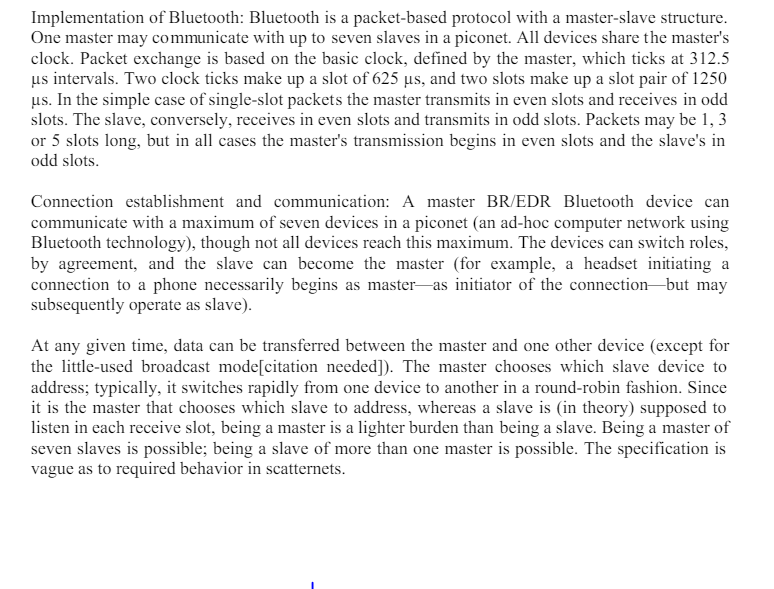 Implementation of Bluetooth: Bluetooth is a packet-based protocol with a master-slave structure.
One master may communicate with up to seven slaves in a piconet. All devices share the master's
clock. Packet exchange is based on the basic clock, defined by the master, which ticks at 312.5
µs intervals. Two clock ticks make up a slot of 625 µs, and two slots make up a slot pair of 1250
µs. In the simple case of single-slot packets the master transmits in even slots and receives in odd
slots. The slave, conversely, receives in even slots and transmits in odd slots. Packets may be 1, 3
or 5 slots long, but in all cases the master's transmission begins in even slots and the slave's in
odd slots.
Connection establishment and communication: A master BR/EDR Bluetooth device can
communicate with a maximum of seven devices in a piconet (an ad-hoc computer network using
Bluetooth technology), though not all devices reach this maximum. The devices can switch roles,
by agreement, and the slave can become the master (for example, a headset initiating a
connection to a phone necessarily begins as master—as initiator of the connection—but may
subsequently operate as slave).
At any given time, data can be transferred between the master and one other device (except for
the little-used broadcast mode[citation needed]). The master chooses which slave device to
address; typically, it switches rapidly from one device to another in a round-robin fashion. Since
it is the master that chooses which slave to address, whereas a slave is (in theory) supposed to
listen in each receive slot, being a master is a lighter burden than being a slave. Being a master of
seven slaves is possible; being a slave of more than one master is possible. The specification is
vague as to required behavior in scatternets.